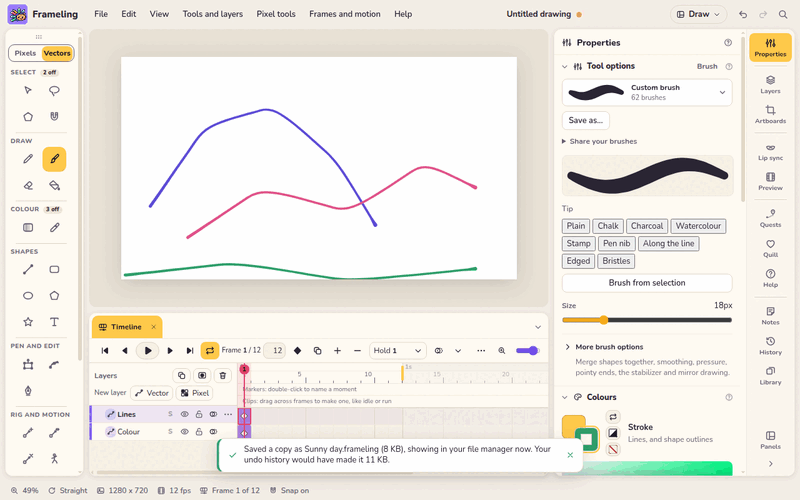 Frameling File Edit View Tools and layers Pixel tools Frames and motion Help Untitled drawing Draw
Pixels Vectors
SELECT 2 off
DRAW
COLOUR 3 off
SHAPES
PEN AND EDIT
RIG AND MOTION
Timeline
Frame 1 / 12 12 Hold 1
Layers
New layer Vector Pixel
Lines S
Colour S
1 5 10 1s 15 20
Markers: double-click to name a moment
Clips: drag across frames to make one, like idle or run
Saved a copy as Sunny day.frameling (8 KB), showing in your file manager now. Your
undo history would have made it 11 KB.
Properties
Tool options Brush
Custom brush
62 brushes
Save as...
Share your brushes
Tip
Plain Chalk Charcoal Watercolour
Stamp Pen nib Along the line
Edged Bristles
Brush from selection
Size 18px
More brush options
Merge shapes together, smoothing, pressure,
pointy ends, the stabilizer and mirror drawing.
Colours
Stroke
Lines, and shape outlines
Properties
Layers
Artboards
Lip sync
Preview
Quests
Quill
Help
Notes
History
Library
Panels
49% Straight 1280 x 720 12 fps Frame 1 of 12 Snap on